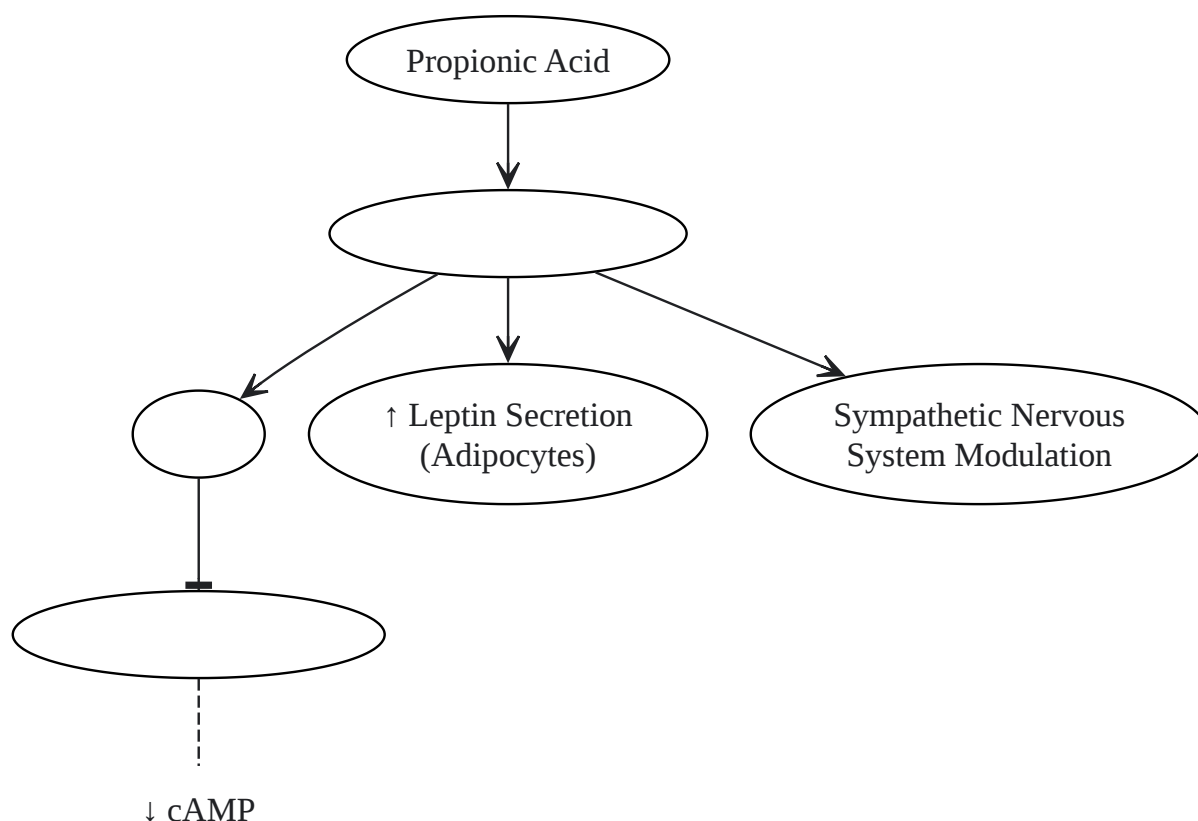 Propionic Acid
↑ Leptin Secretion
(Adipocytes)
Sympathetic Nervous
System Modulation
↓ cAMP